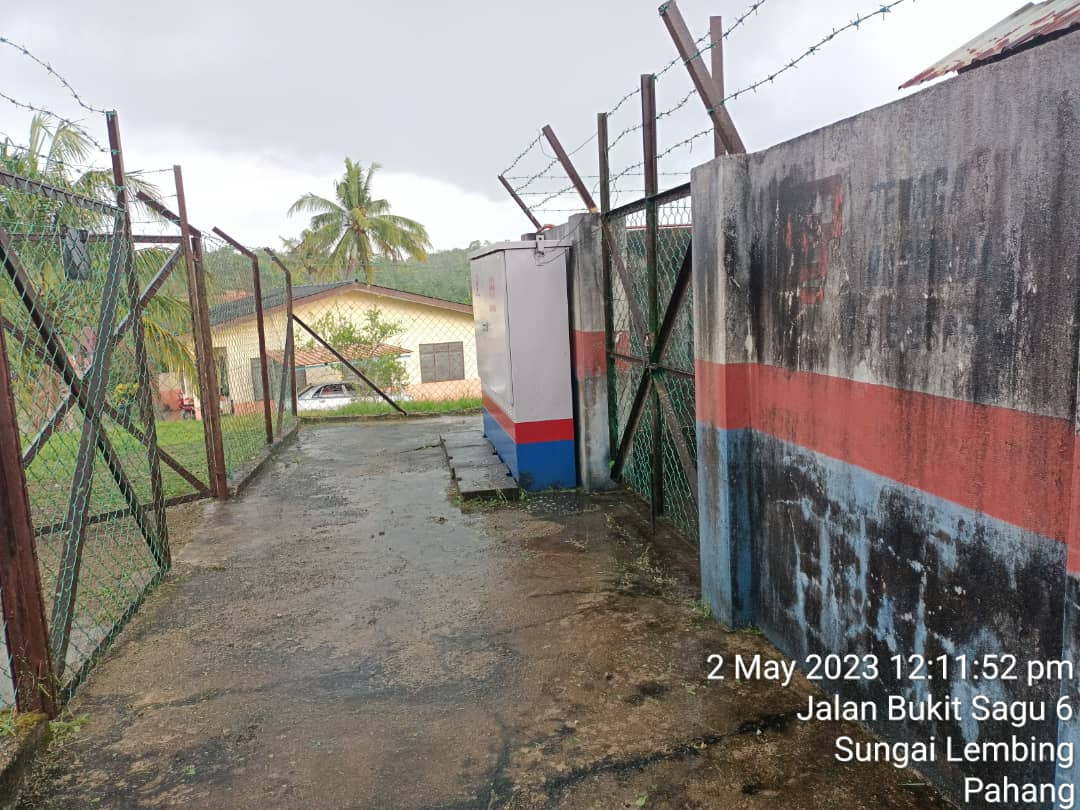 2 May 2023 12:11:52 pm
Jalan Bukit Sagu 6
Sungai Lembing
Pahang